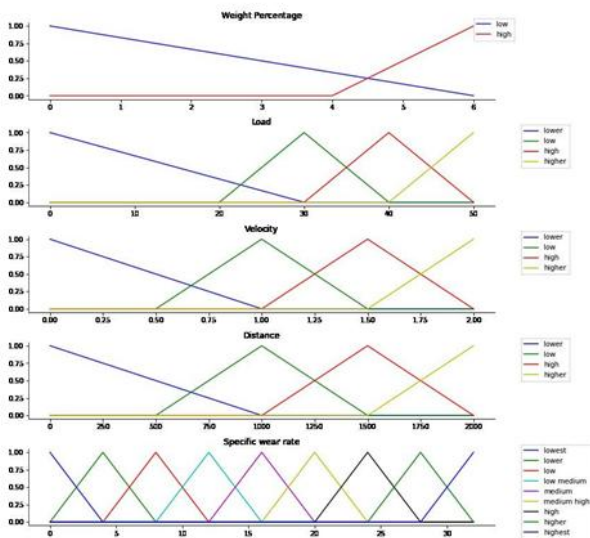 Weight Percentage
1.00
0.75
0.50
0.25
0.00
0 1 2 3 4 5 6
low
high
Load
1.00
0.75
0.50
0.25
0.00
0 10 20 30 40 50
lower
low
high
higher
Velocity
1.00
0.75
0.50
0.25
0.00
0.00 0.25 0.50 0.75 1.00 1.25 1.50 1.75 2.00
lower
low
high
higher
Distance
1.00
0.75
0.50
0.25
0.00
0 250 500 750 1000 1250 1500 1750 2000
lower
low
high
higher
Specific wear rate
1.00
0.75
0.50
0.25
0.00
0 5 10 15 20 25 30
lowest
lower
low
low medium
medium
medium high
high
higher
highest